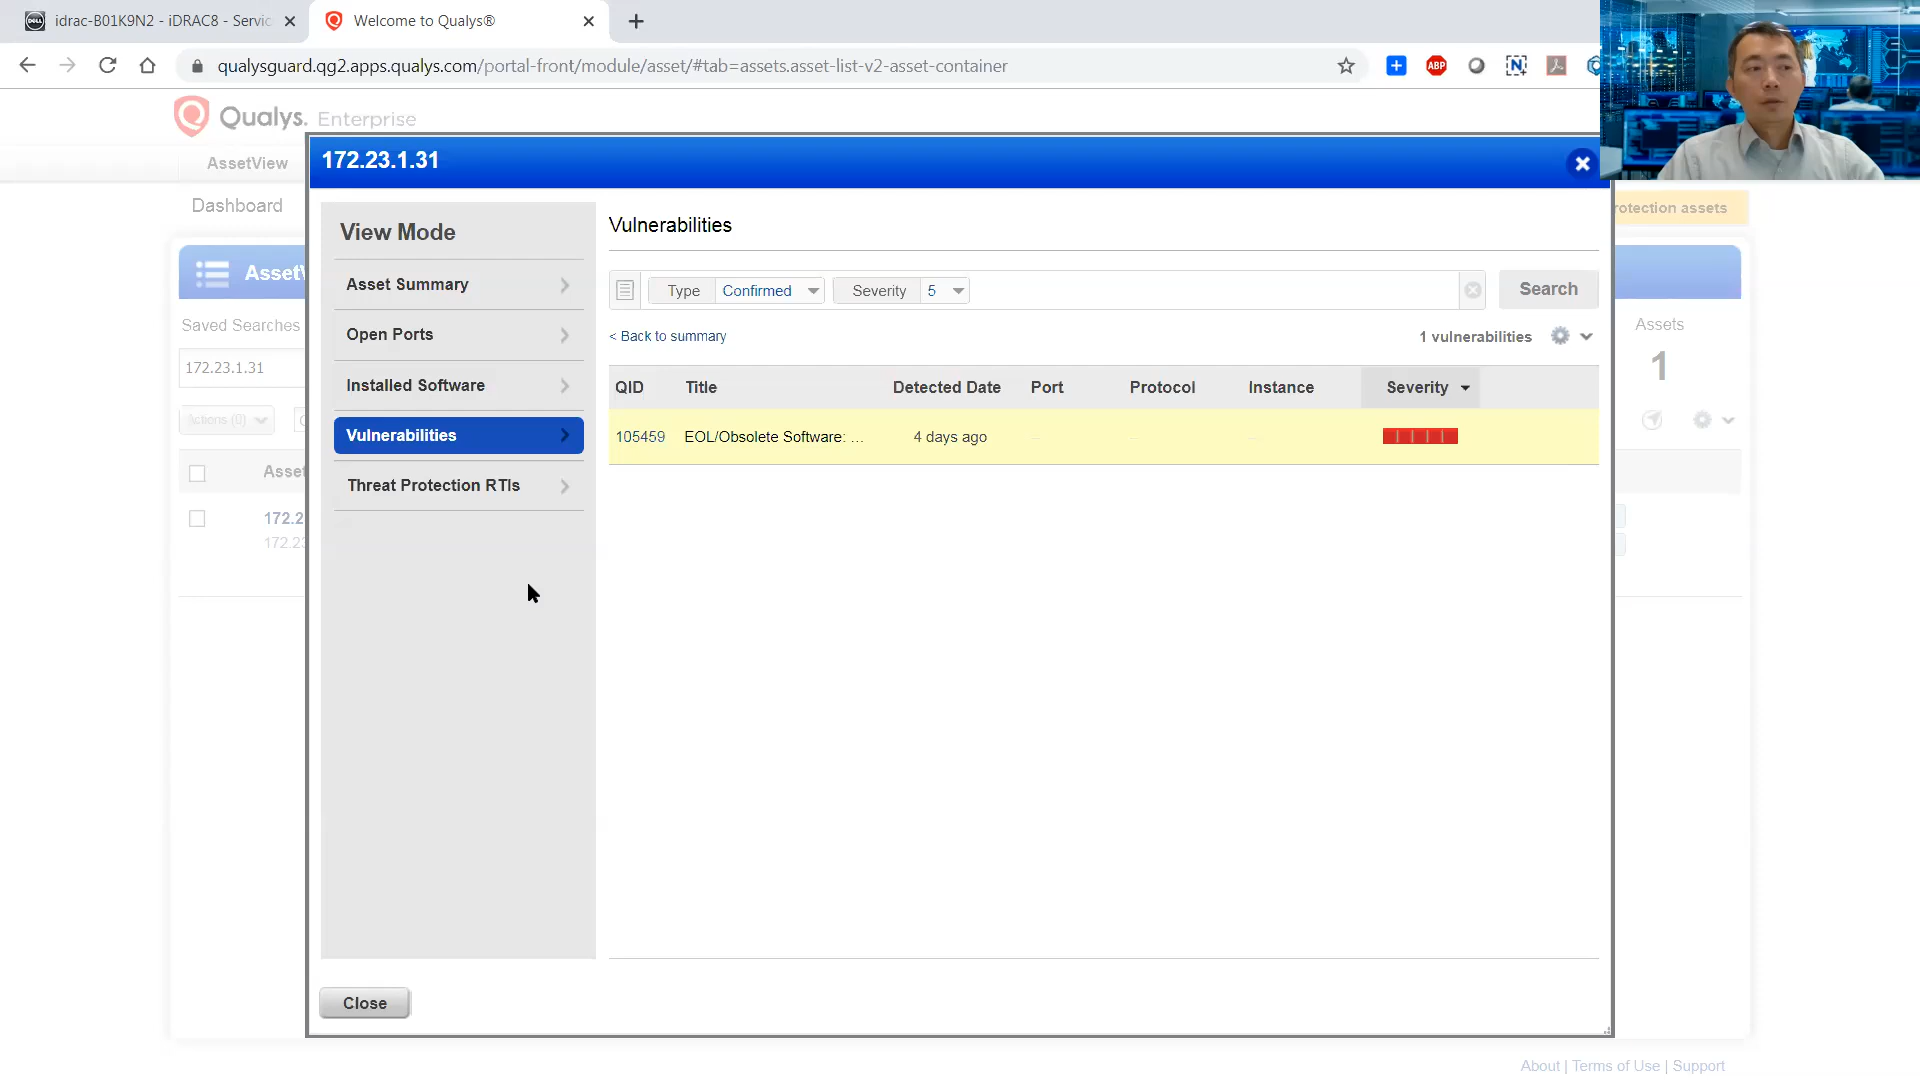 idrac-B01K9N2 - iDRAC8 - Servic
Welcome to Qualys®
qualysguard.qg2.apps.qualys.com/portal-front/module/asset/#tab=assets.asset-list-v2-asset-container
ABP
N
Qualys. Enterprise
AssetView
Dashboard
rotection assets
172.23.1.31
AssetV
Saved Searches
172.23.1.31
Actions (0)
Asset
172.2
172.23
Assets
1
View Mode
Asset Summary
Open Ports
Installed Software
Vulnerabilities
Threat Protection RTIs
Vulnerabilities
Type Confirmed Severity 5 Search
< Back to summary 1 vulnerabilities
QID Title Detected Date Port Protocol Instance Severity
105459 EOL/Obsolete Software: ... 4 days ago
Close
About | Terms of Use | Support